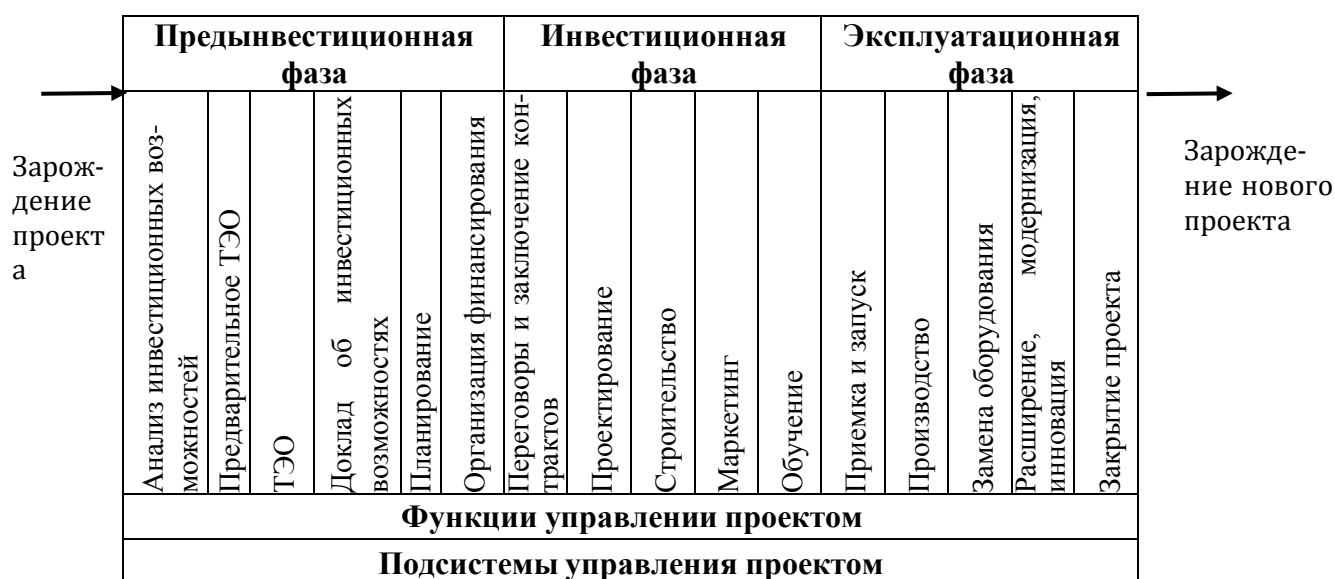 Предынвестиционная
фаза
Инвестиционная
фаза
Эксплуатационная
фаза
Зарож-
дение
проект
а
Анализ инвестиционных воз-
можностей
Предварительное ТЭО
ТЭО
Доклад об инвестиционных
возможностях
Планирование
Организация финансирования
Переговоры и заключение кон-
трактов
Проектирование
Строительство
Маркетинг
Обучение
Приемка и запуск
Производство
Замена оборудования
Расширение, модернизация,
инновация
Закрытие проекта
Зарожде-
ние нового
проекта
Функции управлении проектом
Подсистемы управления проектом